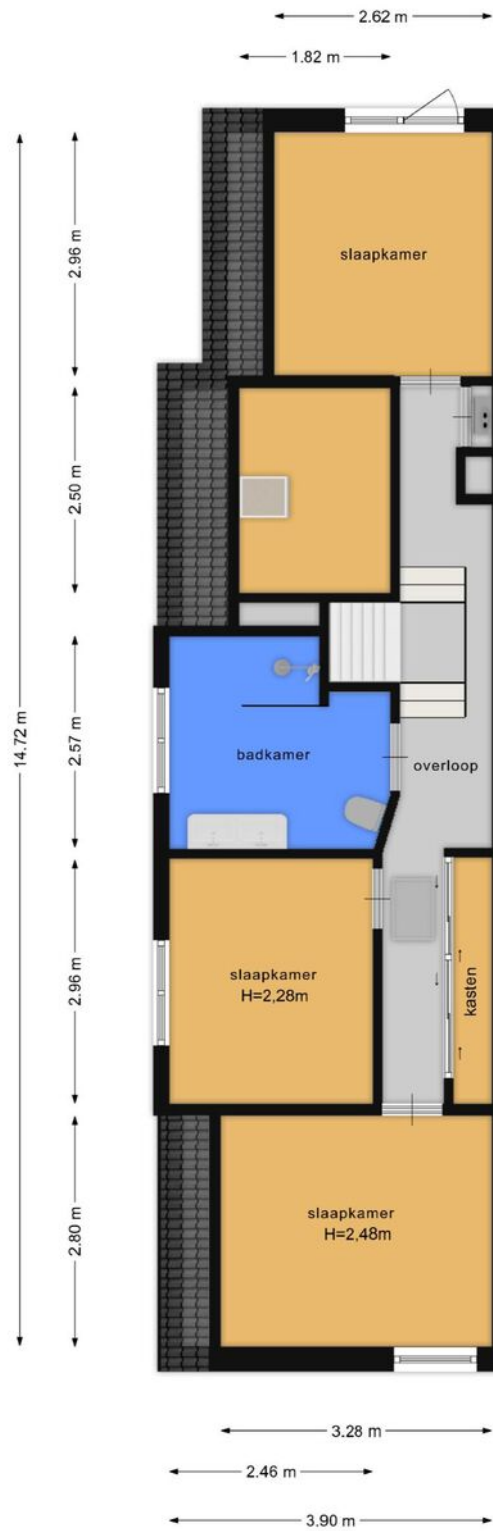 2.62 m
1.82 m
2.96 m
slaapkamer
2.50 m
14.72 m
2.57 m
badkamer
overloop
2.96 m
slaapkamer
H=2,28m
kasten
2.80 m
slaapkamer
H=2,48m
3.28 m
2.46 m
3.90 m